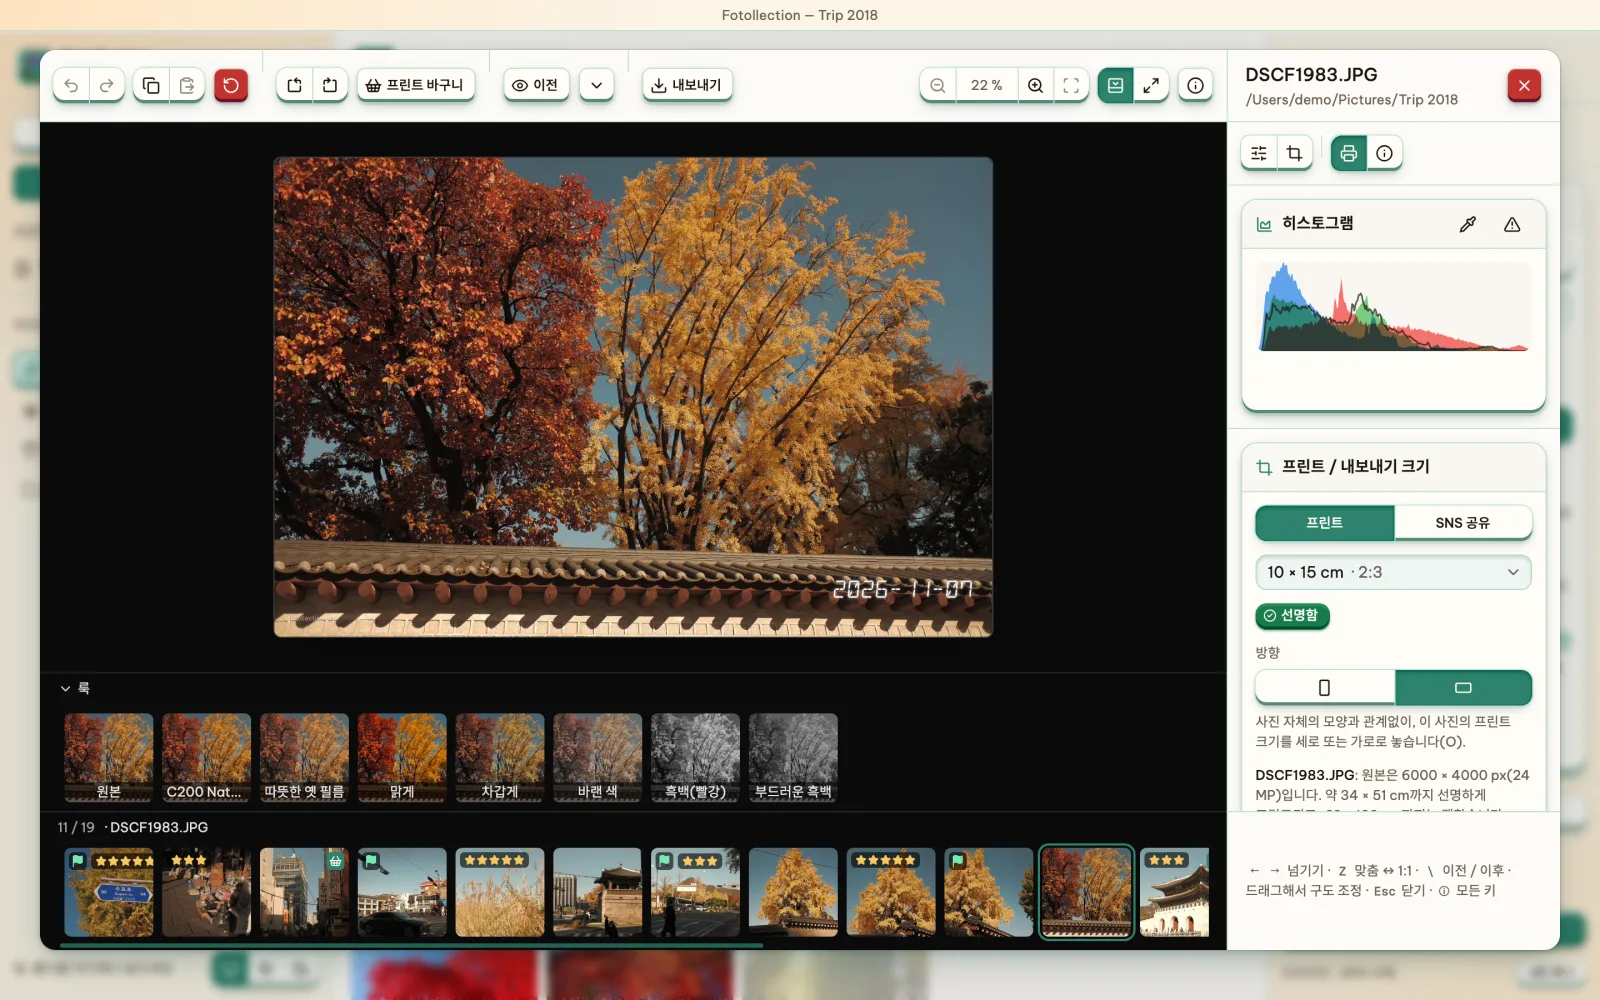 Fotollection – Trip 2018
프린트 바구니
이전
내보내기
22 %
DSCF1983.JPG
/Users/demo/Pictures/Trip 2018
히스토그램
2026-11-07
프린트 / 내보내기 크기
프린트
SNS 공유
10 × 15 cm · 2:3
선명함
방향
사진 자체의 모양과 관계없이, 이 사진의 프린트
크기를 세로 또는 가로로 놓습니다(O).
DSCF1983.JPG: 원본은 6000 × 4000 px(24
MP)입니다. 약 34 × 51 cm까지 선명하게
룩
원본
C200 Nat...
따뜻한 옛 필름
맑게
차갑게
바랜 색
흑백(빨강)
부드러운 흑백
11 / 19 · DSCF1983.JPG
← → 넘기기 · Z 맞춤 ↔ 1:1 · \ 이전 / 이후 ·
드래그해서 구도 조정 · Esc 닫기 · ⓘ 모든 키